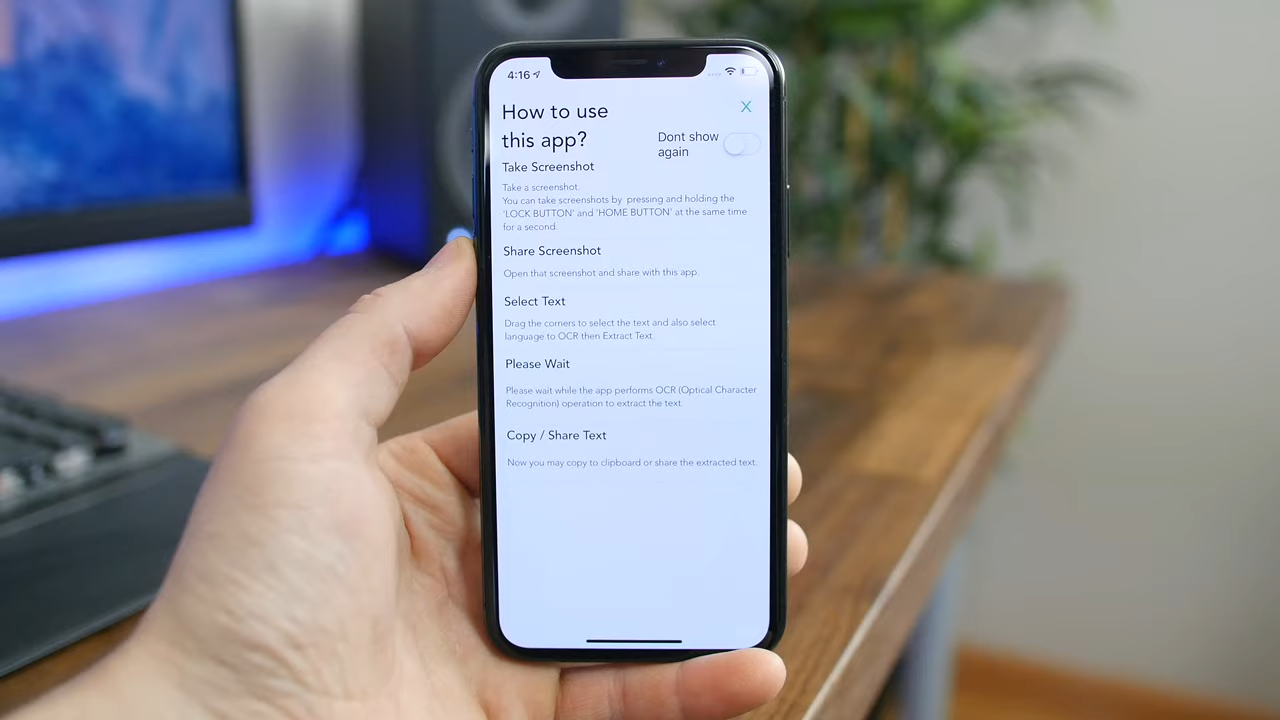 4:16
How to use
this app?
X
Dont show
again
Take Screenshot
Take a screenshot.
You can take screenshots by pressing and holding the
'LOCK BUTTON' and 'HOME BUTTON' at the same time
for a second.
Share Screenshot
Open that screenshot and share with this app.
Select Text
Drag the corners to select the text and also select
language to OCR then Extract Text.
Please Wait
Please wait while the app performs OCR (Optical Character
Recognition) operation to extract the text.
Copy / Share Text
Now you may copy to clipboard or share the extracted text.